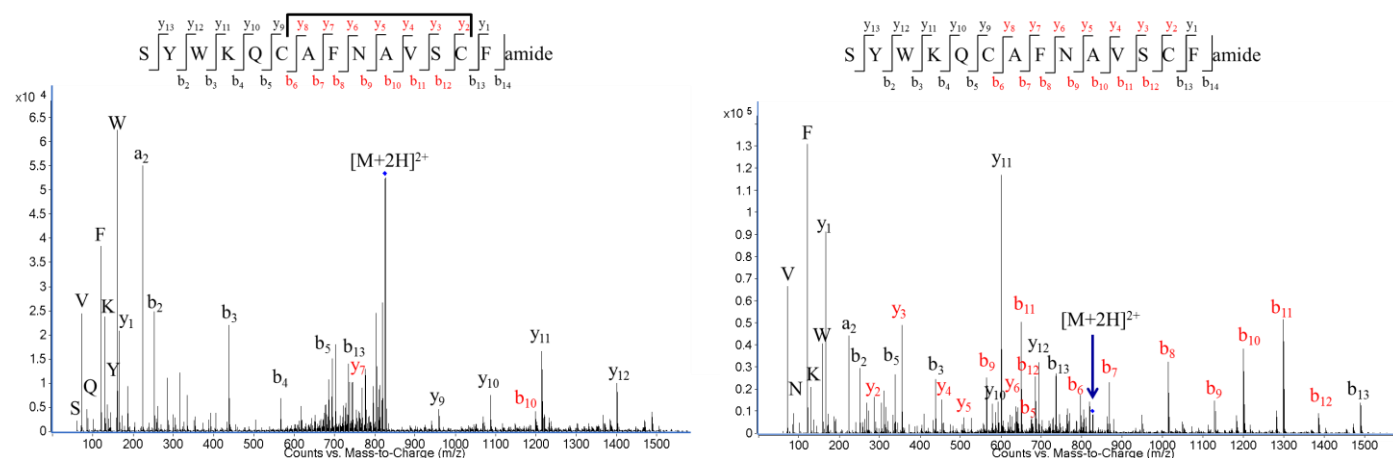 y13 y12 y11 y10 y9 y8 y7 y6 y5 y4 y3 y2 y1
S Y W K Q C A F N A V S C F amide
b2 b3 b4 b5 b6 b7 b8 b9 b10 b11 b12 b13 b14
x10 4
6.5
6
5.5
5
4.5
4
3.5
3
2.5
2
1.5
1
0.5
0
W
a2
[M+2H]2+
F
V
K
b2
y1
b3
Q
Y
S
b4
b5
b13
y7
y9
y10
b10
y11
y12
100 200 300 400 500 600 700 800 900 1000 1100 1200 1300 1400 1500
Counts vs. Mass-to-Charge (m/z)
y13 y12 y11 y10 y9 y8 y7 y6 y5 y4 y3 y2 y1
S Y W K Q C A F N A V S C F amide
b2 b3 b4 b5 b6 b7 b8 b9 b10 b11 b12 b13 b14
x10 5
1.3
1.2
1.1
1
0.9
0.8
0.7
0.6
0.5
0.4
0.3
0.2
0.1
0
F
y11
y1
V
W
a2
y3
b11
[M+2H]2+
b11
N
K
b2
b5
b3
y12
b10
y2
y4
y5
b9
y10
b12
y6
b5
b13
b6
b7
b8
b9
b12
b13
100 200 300 400 500 600 700 800 900 1000 1100 1200 1300 1400 1500
Counts vs. Mass-to-Charge (m/z)